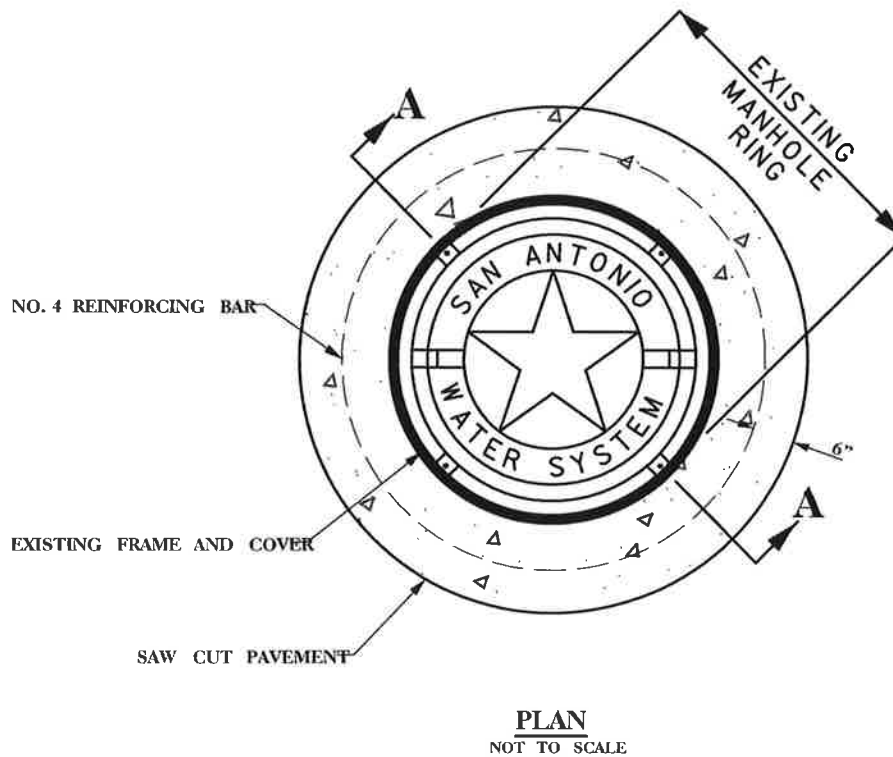 A
EXISTING
MANHOLE
RING
SAN ANTONIO
WATER SYSTEM
NO. 4 REINFORCING BAR
6"
A
EXISTING FRAME AND COVER
SAW CUT PAVEMENT
PLAN
NOT TO SCALE